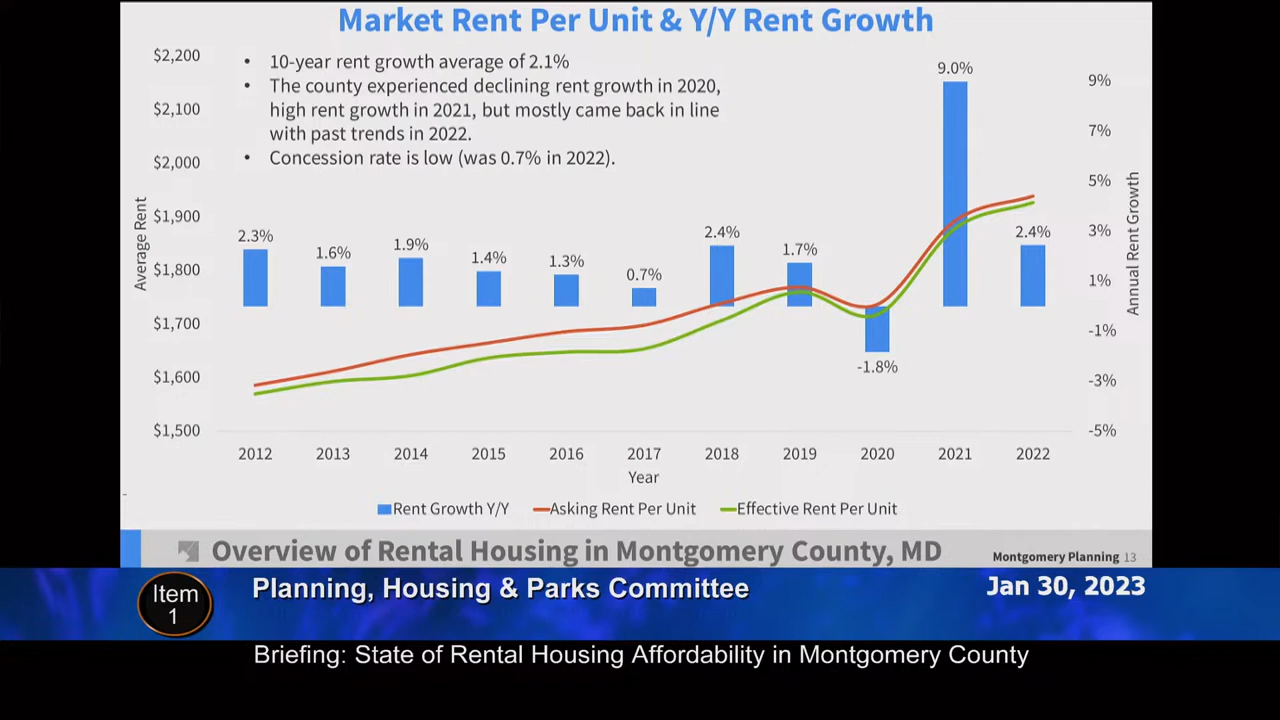 Market Rent Per Unit & Y/Y Rent Growth
• 10-year rent growth average of 2.1%
• The county experienced declining rent growth in 2020,
high rent growth in 2021, but mostly came back in line
with past trends in 2022.
• Concession rate is low (was 0.7% in 2022).
$2,200
$2,100
$2,000
$1,900
$1,800
$1,700
$1,600
$1,500
Average Rent
2.3%
1.6%
1.9%
1.4%
1.3%
0.7%
2.4%
1.7%
-1.8%
9.0%
2.4%
9%
7%
5%
3%
1%
-1%
-3%
-5%
Annual Rent Growth
2012 2013 2014 2015 2016 2017 2018 2019 2020 2021 2022
Year
Rent Growth Y/Y Asking Rent Per Unit Effective Rent Per Unit
Overview of Rental Housing in Montgomery County, MD
Montgomery Planning 13
Item
1
Planning, Housing & Parks Committee
Jan 30, 2023
Briefing: State of Rental Housing Affordability in Montgomery County